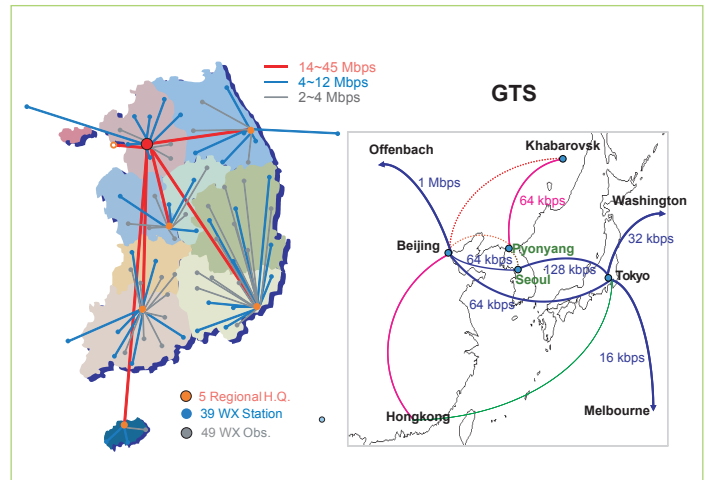 14~45 Mbps
4~12 Mbps
2~4 Mbps
GTS
Offenbach
Khabarovsk
1 Mbps
64 kbps
Washington
32 kbps
Beijing
Pyonyang
64 kbps
128 kbps
Seoul
Tokyo
64 kbps
16 kbps
5 Regional H.Q.
39 WX Station
49 WX Obs.
Hongkong
Melbourne